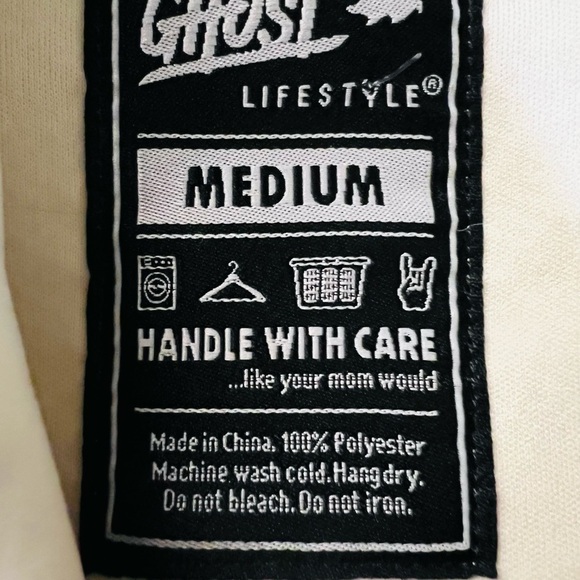 GHOST
LIFESTYLE®
MEDIUM
HANDLE WITH CARE
...like your mom would
Made in China. 100% Polyester
Machine wash cold. Hang dry.
Do not bleach. Do not iron.